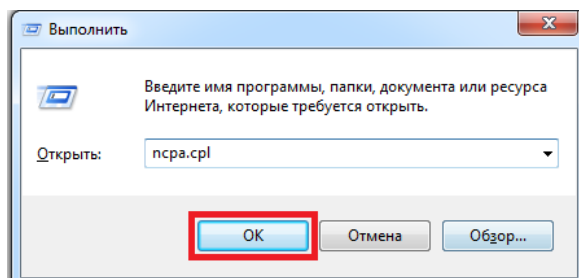 Выполнить
Введите имя программы, папки, документа или ресурса
Интернета, которые требуется открыть.
Открыть: ncpa.cpl
OK Отмена Обзор...